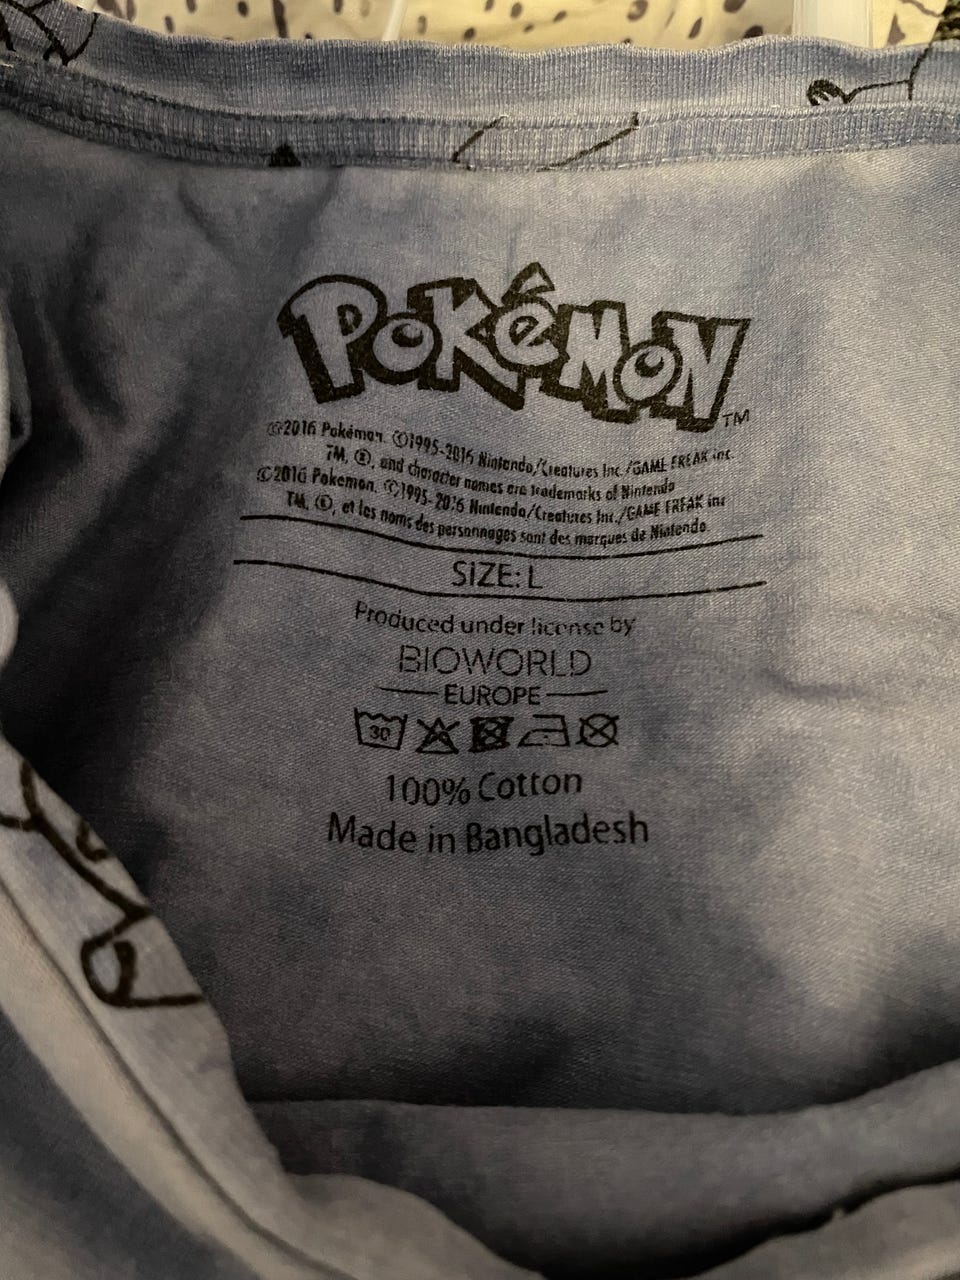 POKéMON TM
©2016 Pokémon. ©1995-2016 Nintendo/Creatures Inc./GAME FREAK inc.
TM, ®, and character names are trademarks of Nintendo
©2016 Pokemon. ©1995-2016 Nintendo/Creatures Inc./GAME FREAK inc
TM, ®, et les noms des personnages sont des marques de Nintendo.
SIZE: L
Produced under license by
BIOWORLD
EUROPE
30
100% Cotton
Made in Bangladesh